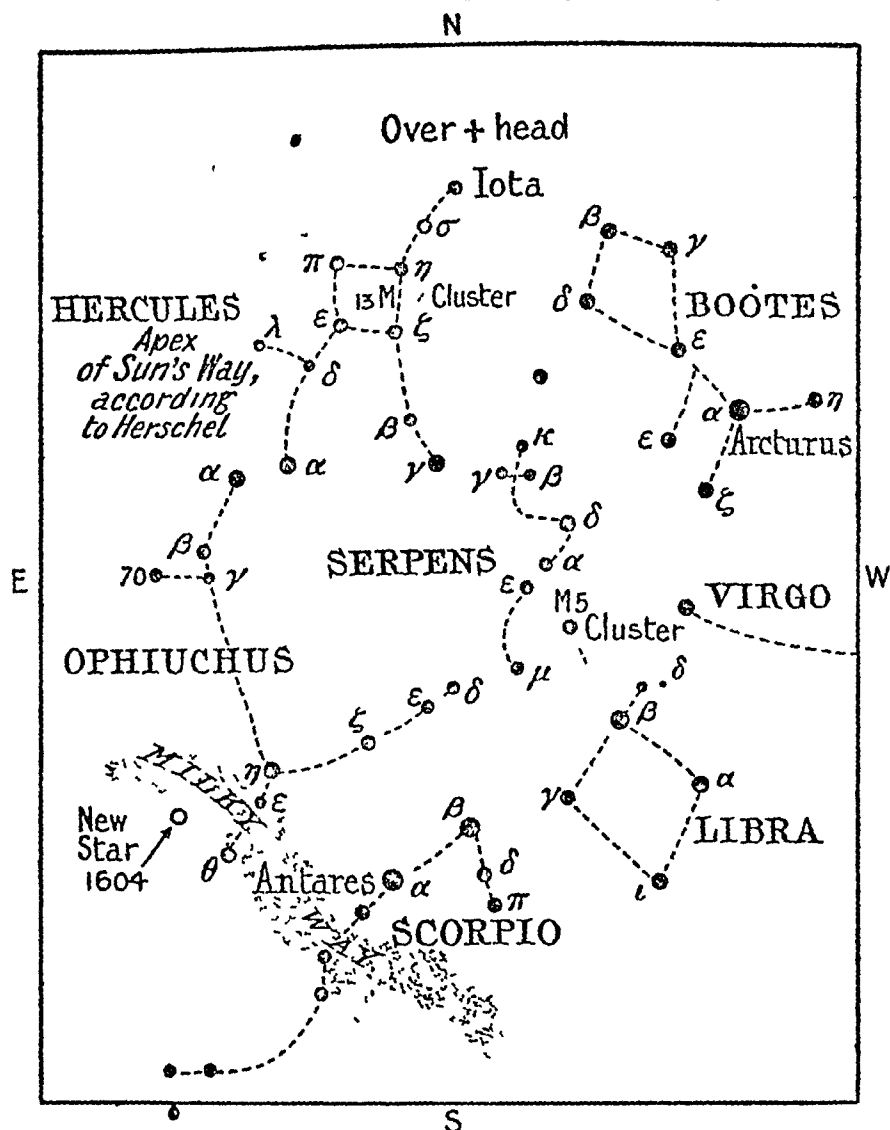 N
Over + head
Iota
σ
β
γ
π
η
HERCULES
13 M Cluster
δ
BOÖTES
λ
ε
ζ
ε
Apex
of Sun's Way,
according
to Herschel
δ
α
η
β
κ
ε
Arcturus
α
α
γ
γ
β
ζ
δ
β
SERPENS
α
E
70
γ
ε
VIRGO
W
M5
Cluster
OPHIUCHUS
μ
δ
ε
δ
β
ζ
MILKY
η
α
ε
γ
New
Star
1604
β
LIBRA
θ
Antares
α
δ
ι
π
WAY
SCORPIO
S